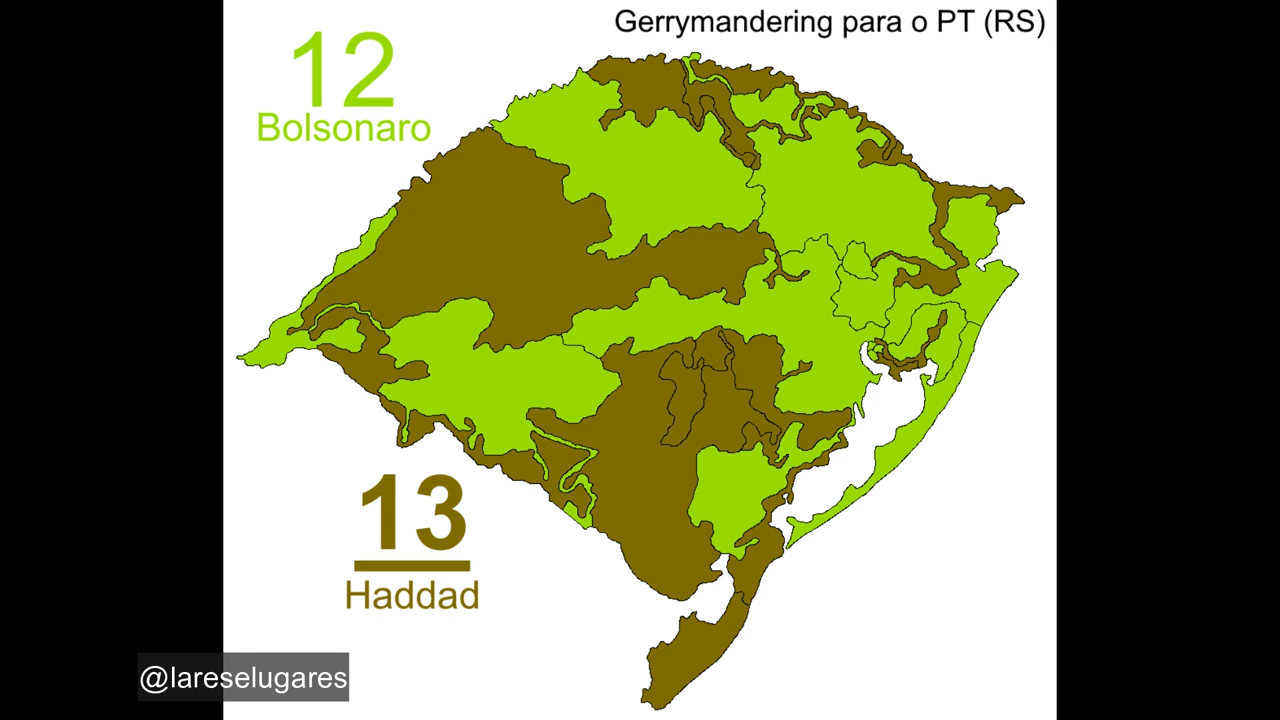 Gerrymandering para o PT (RS)
12
Bolsonaro
13
Haddad
@lareselugares